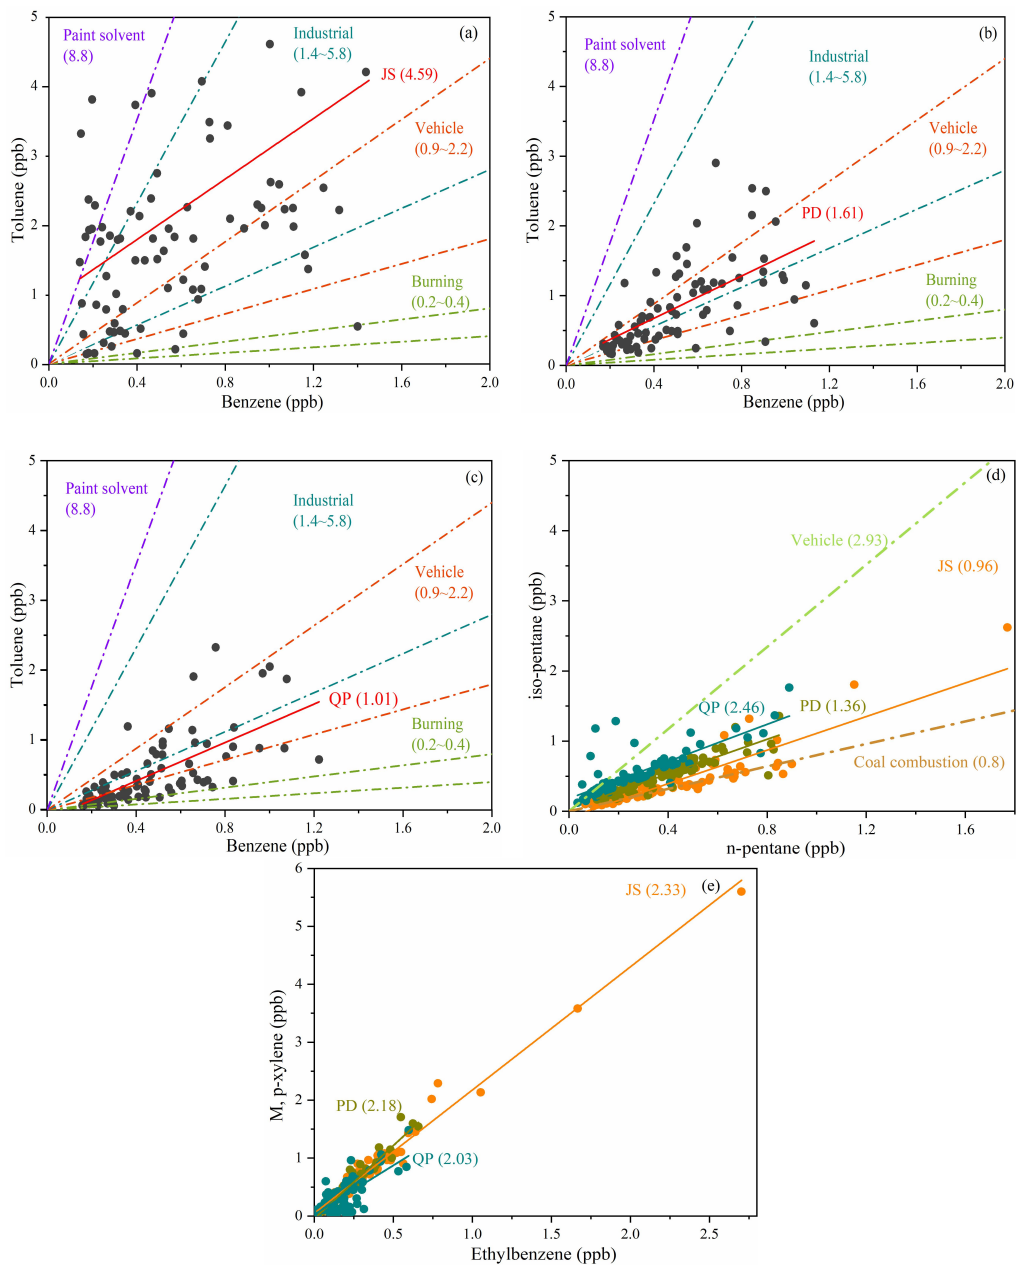 (a)
Paint solvent
(8.8)
Industrial
(1.4~5.8)
JS (4.59)
Vehicle
(0.9~2.2)
Burning
(0.2~0.4)
Toluene (ppb)
5
4
3
2
1
0
0.0
0.4
0.8
1.2
1.6
2.0
Benzene (ppb)
(b)
Paint solvent
(8.8)
Industrial
(1.4~5.8)
Vehicle
(0.9~2.2)
PD (1.61)
Burning
(0.2~0.4)
Toluene (ppb)
5
4
3
2
1
0
0.0
0.4
0.8
1.2
1.6
2.0
Benzene (ppb)
(c)
Paint solvent
(8.8)
Industrial
(1.4~5.8)
Vehicle
(0.9~2.2)
QP (1.01)
Burning
(0.2~0.4)
Toluene (ppb)
5
4
3
2
1
0
0.0
0.4
0.8
1.2
1.6
2.0
Benzene (ppb)
(d)
Vehicle (2.93)
JS (0.96)
QP (2.46)
PD (1.36)
Coal combustion (0.8)
iso-pentane (ppb)
5
4
3
2
1
0
0.0
0.4
0.8
1.2
1.6
n-pentane (ppb)
(e)
JS (2.33)
PD (2.18)
QP (2.03)
M, p-xylene (ppb)
6
5
4
3
2
1
0
0.0
0.5
1.0
1.5
2.0
2.5
Ethylbenzene (ppb)